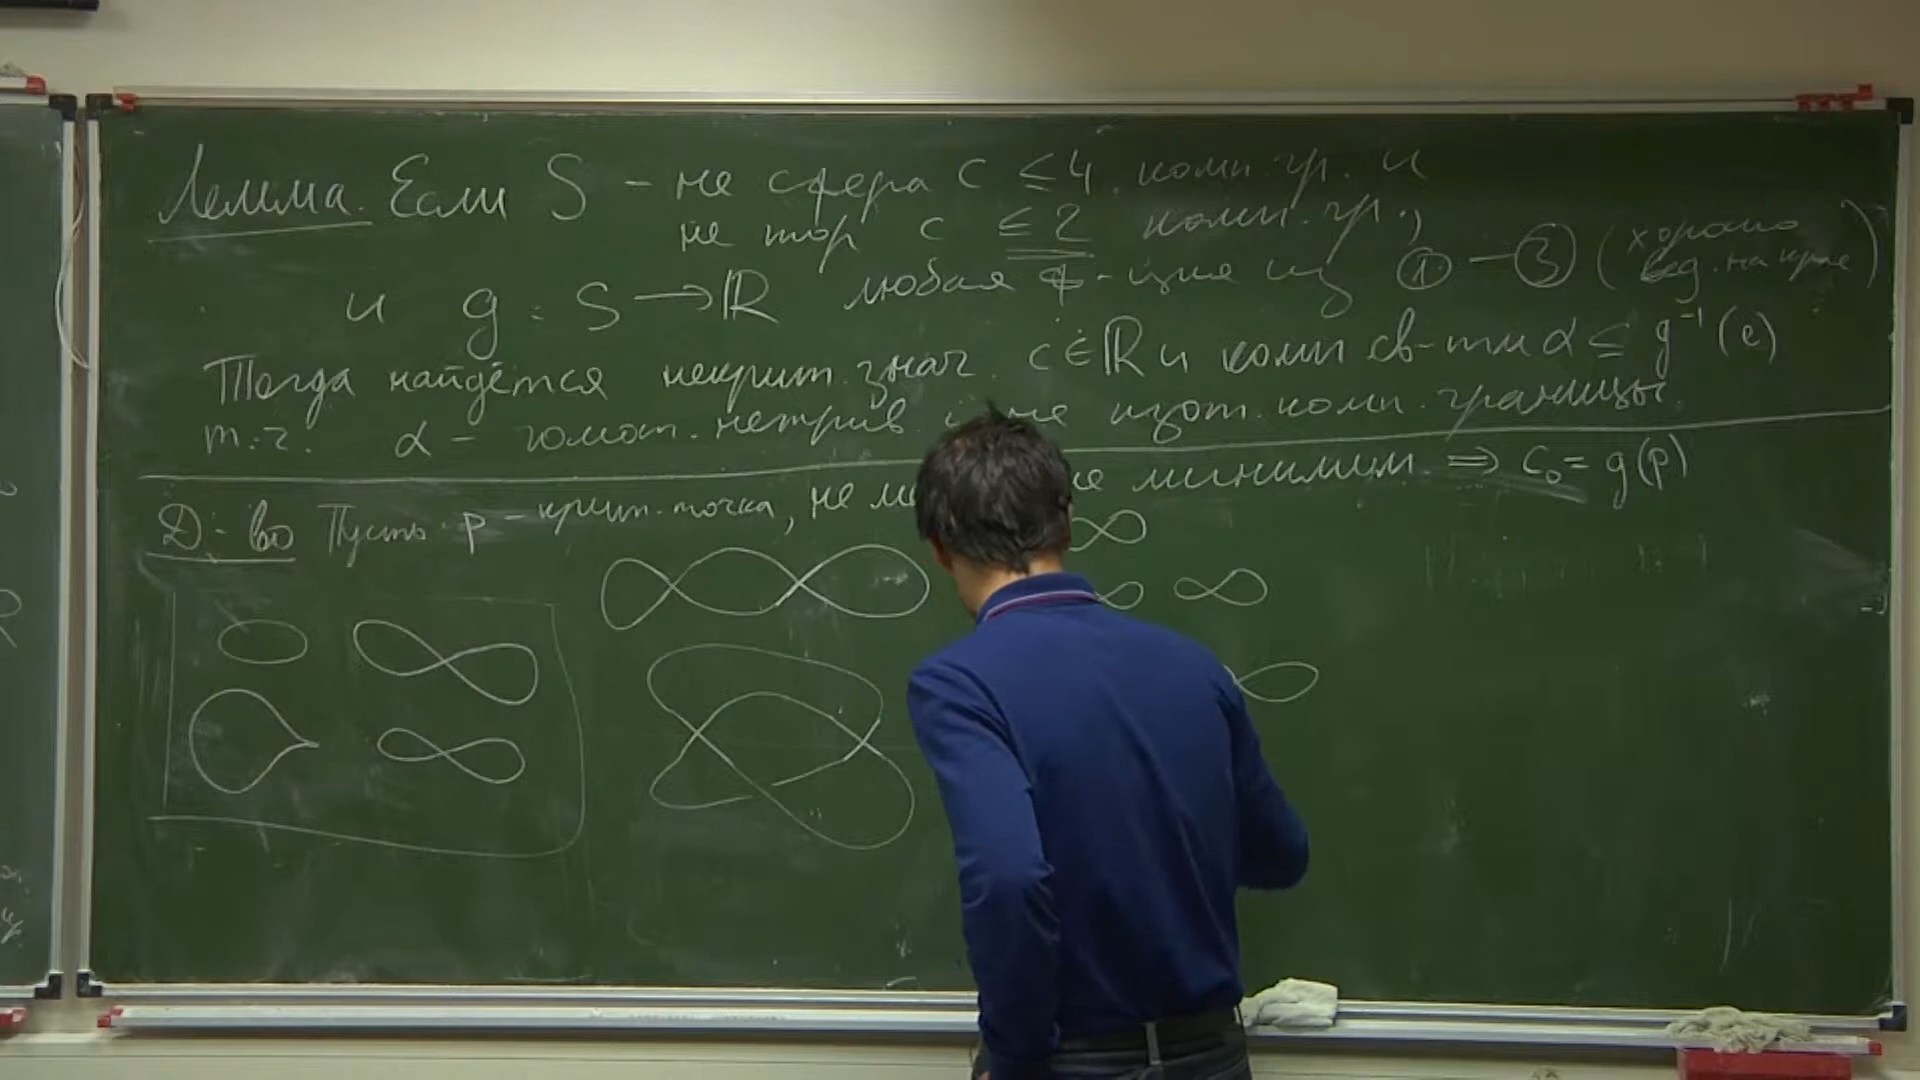 Лемма. Если S - не сфера с ≤ 4 комп. гр. и
не тор с ≤ 2 комп. гр.,
и g : S → ℝ любая ф-ция из ① - ③ (хорошо вед. на крае)
Тогда найдётся некрит. знач. c ∈ ℝ и комп св-ти α ⊆ g⁻¹(c)
т.ч. α - гомот. нетрив. не изот. комп. границы.
Д-во Пусть p - крит. точка, не минимум ⇒ c₀ = g(p)